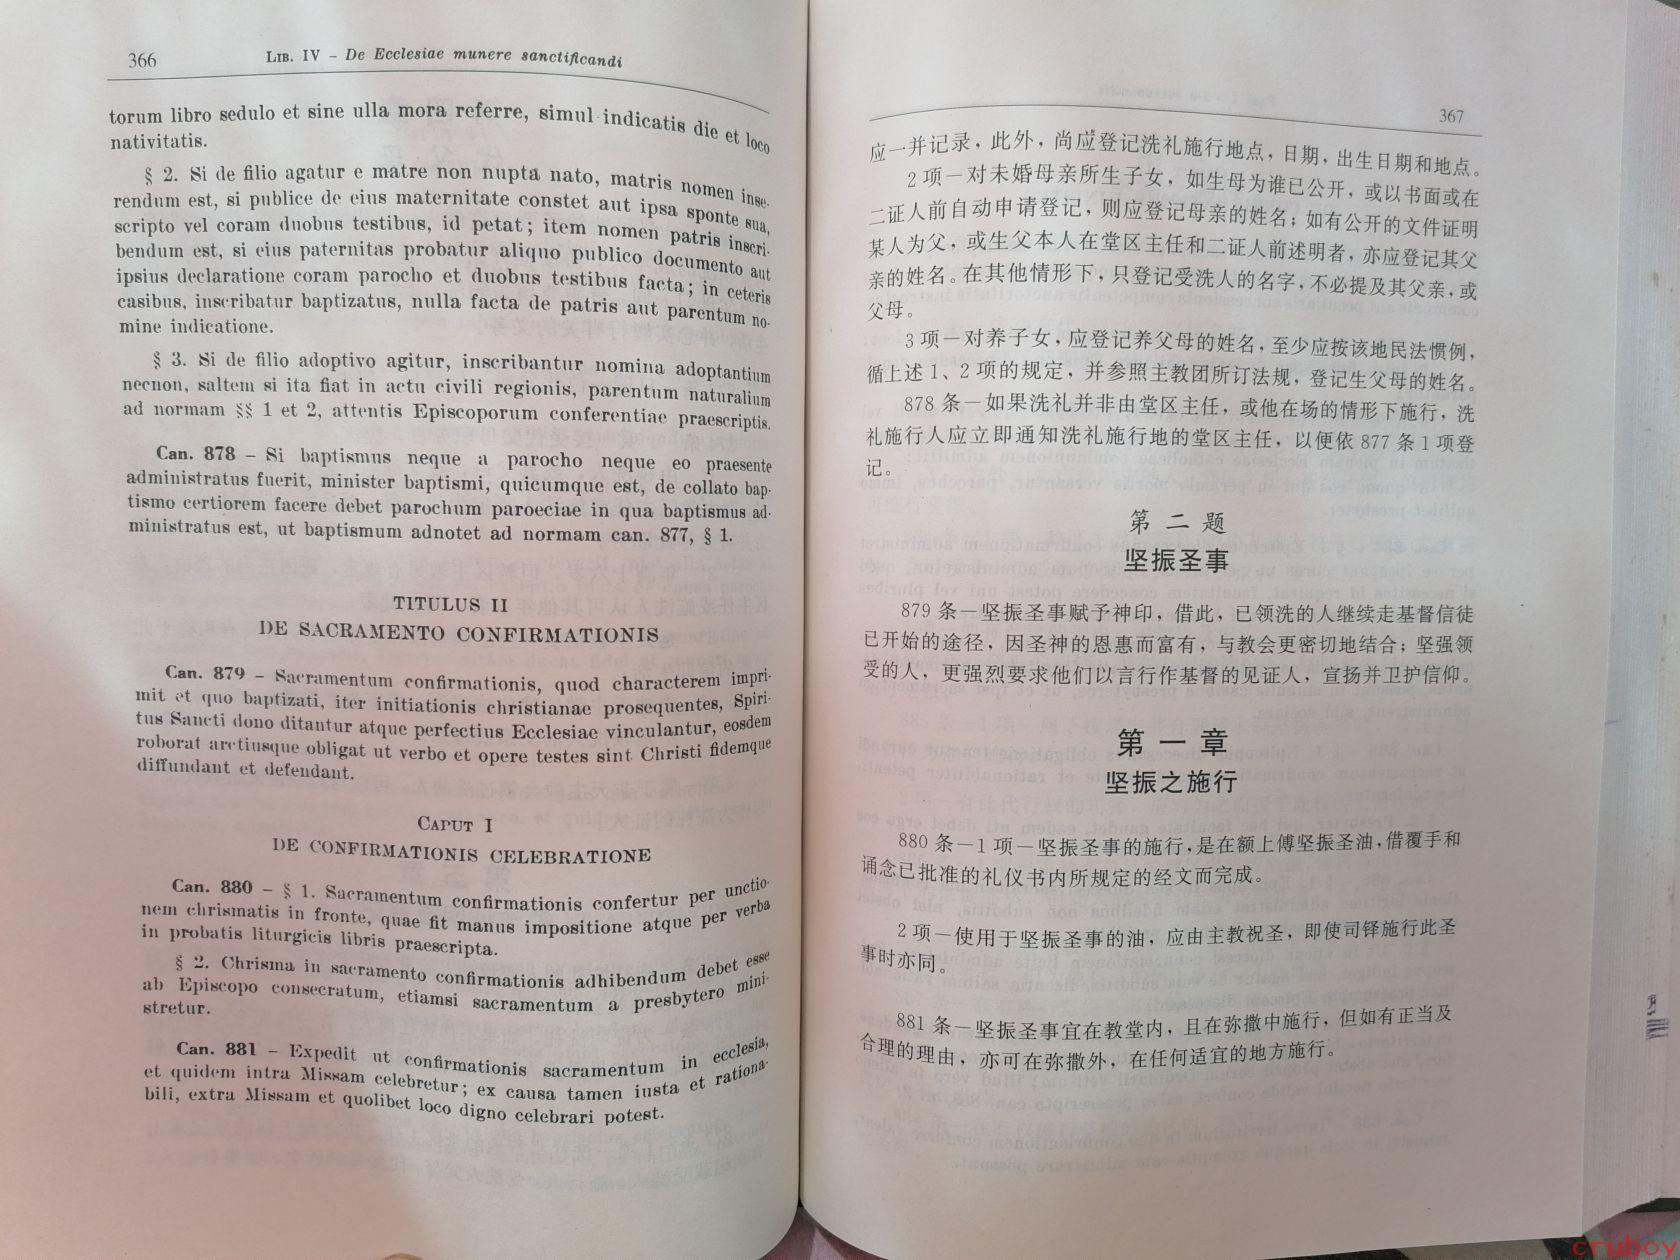 366
LIB. IV – De Ecclesiae munere sanctificandi
torum libro sedulo et sine ulla mora referre, simul indicatis die et loco
nativitatis.
§ 2. Si de filio agatur e matre non nupta nato, matris nomen inse-
rendum est, si publice de eius maternitate constet aut ipsa sponte sua,
scripto vel coram duobus testibus, id petat; item nomen patris inscri-
bendum est, si eius paternitas probatur aliquo publico documento aut
ipsius declaratione coram parocho et duobus testibus facta; in ceteris
casibus, inscribatur baptizatus, nulla facta de patris aut parentum no-
mine indicatione.
§ 3. Si de filio adoptivo agitur, inscribantur nomina adoptantium
necnon, saltem si ita fiat in actu civili regionis, parentum naturalium
ad normam §§ 1 et 2, attentis Episcoporum conferentiae praescriptis.
Can. 878 – Si baptismus neque a parocho neque eo praesente
administratus fuerit, minister baptismi, quicumque est, de collato bap-
tismo certiorem facere debet parochum paroeciae in qua baptismus ad-
ministratus est, ut baptismum adnotet ad normam can. 877, § 1.
TITULUS II
DE SACRAMENTO CONFIRMATIONIS
Can. 879 – Sacramentum confirmationis, quod characterem impri-
mit et quo baptizati, iter initiationis christianae prosequentes, Spiri-
tus Sancti dono ditantur atque perfectius Ecclesiae vinculantur, eosdem
roborat arctiusque obligat ut verbo et opere testes sint Christi fidemque
diffundant et defendant.
CAPUT I
DE CONFIRMATIONIS CELEBRATIONE
Can. 880 – § 1. Sacramentum confirmationis confertur per unctio-
nem chrismatis in fronte, quae fit manus impositione atque per verba
in probatis liturgicis libris praescripta.
§ 2. Chrisma in sacramento confirmationis adhibendum debet esse
ab Episcopo consecratum, etiamsi sacramentum a presbytero mini-
stretur.
Can. 881 – Expedit ut confirmationis sacramentum in ecclesia,
et quidem intra Missam celebretur; ex causa tamen iusta et rationa-
bili, extra Missam et quolibet loco digno celebrari potest.
367
应一并记录，此外，尚应登记洗礼施行地点，日期，出生日期和地点。
2 项－对未婚母亲所生子女，如生母为谁已公开，或以书面或在
二证人前自动申请登记，则应登记母亲的姓名；如有公开的文件证明
某人为父，或生父本人在堂区主任和二证人前述明者，亦应登记其父
亲的姓名。在其他情形下，只登记受洗人的名字，不必提及其父亲，或
父母。
3 项－对养子女，应登记养父母的姓名，至少应按该地民法惯例，
循上述 1、2 项的规定，并参照主教团所订法规，登记生父母的姓名。
878 条－如果洗礼并非由堂区主任，或他在场的情形下施行，洗
礼施行人应立即通知洗礼施行地的堂区主任，以便依 877 条 1 项登
记。
第 二 题
坚振圣事
879 条－坚振圣事赋予神印，借此，已领洗的人继续走基督信徒
已开始的途径，因圣神的恩惠而富有，与教会更密切地结合；坚强领
受的人，更强烈要求他们以言行作基督的见证人，宣扬并卫护信仰。
第 一 章
坚振之施行
880 条－1 项－坚振圣事的施行，是在额上傅坚振圣油，借覆手和
诵念已批准的礼仪书内所规定的经文而完成。
2 项－使用于坚振圣事的油，应由主教祝圣，即使司铎施行此圣
事时亦同。
881 条－坚振圣事宜在教堂内，且在弥撒中施行，但如有正当及
合理的理由，亦可在弥撒外，在任何适宜的地方施行。
cruboy